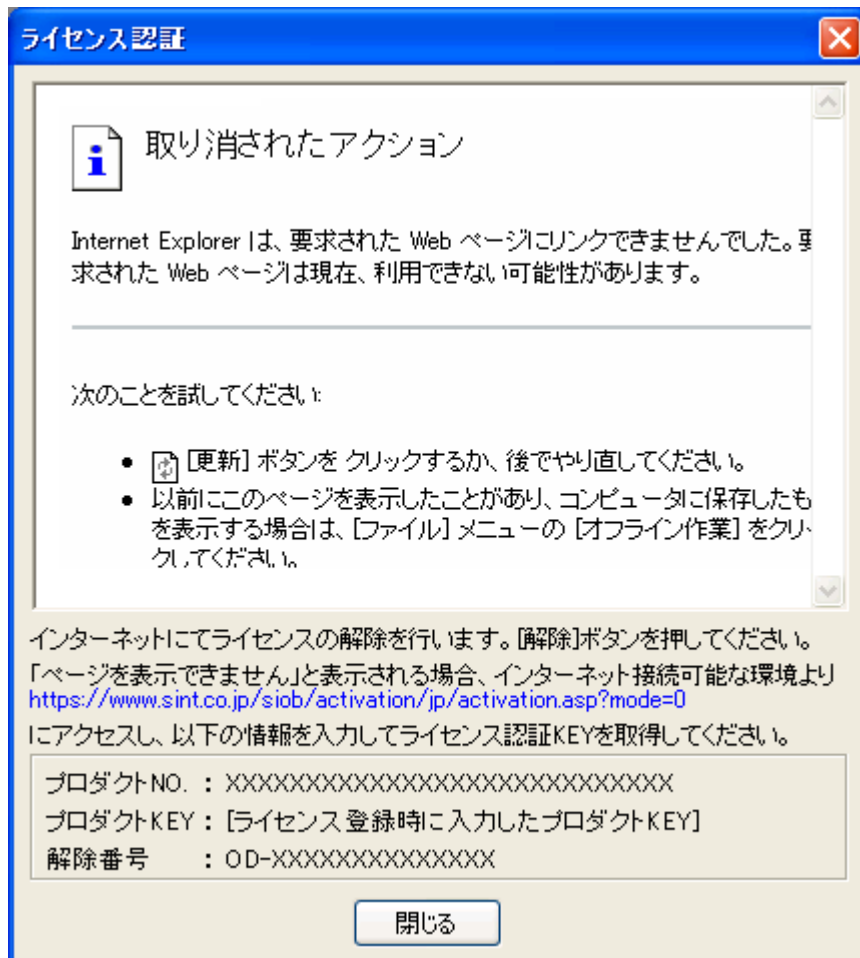 ライセンス認証
取り消されたアクション
Internet Explorer は、要求された Web ページにリンクできませんでした。要
求された Web ページは現在、利用できない可能性があります。
次のことを試してください:
● [更新] ボタンを クリックするか、後でやり直してください。
● 以前にこのページを表示したことがあり、コンピュータに保存したも
を表示する場合は、[ファイル] メニューの [オフライン作業] をクリッ
クしてください。
インターネットにてライセンスの解除を行います。[解除]ボタンを押してください。
「ページを表示できません」と表示される場合、インターネット接続可能な環境より
https://www.sint.co.jp/siob/activation/jp/activation.asp?mode=0
にアクセスし、以下の情報を入力してライセンス認証KEYを取得してください。
プロダクトNO. : XXXXXXXXXXXXXXXXXXXXXXXXXXXX
プロダクトKEY : [ライセンス登録時に入力したプロダクトKEY]
解除番号 : OD-XXXXXXXXXXXXXX
閉じる